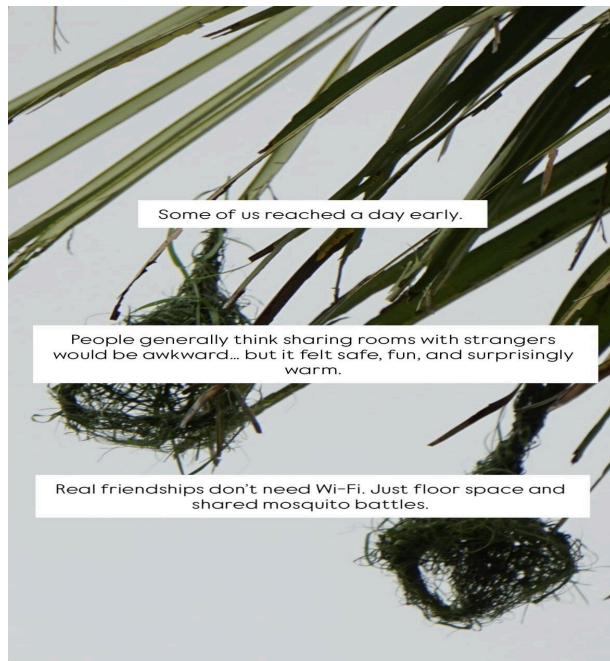 Some of us reached a day early.
People generally think sharing rooms with strangers
would be awkward... but it felt safe, fun, and surprisingly
warm.
Real friendships don't need Wi-Fi. Just floor space and
shared mosquito battles.